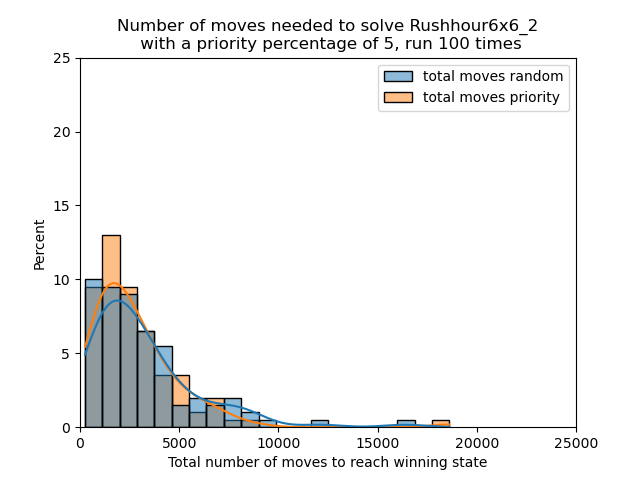 Number of moves needed to solve Rushhour6x6_2
with a priority percentage of 5, run 100 times
total moves random
total moves priority
25
20
15
10
5
0
Percent
0 5000 10000 15000 20000 25000
Total number of moves to reach winning state